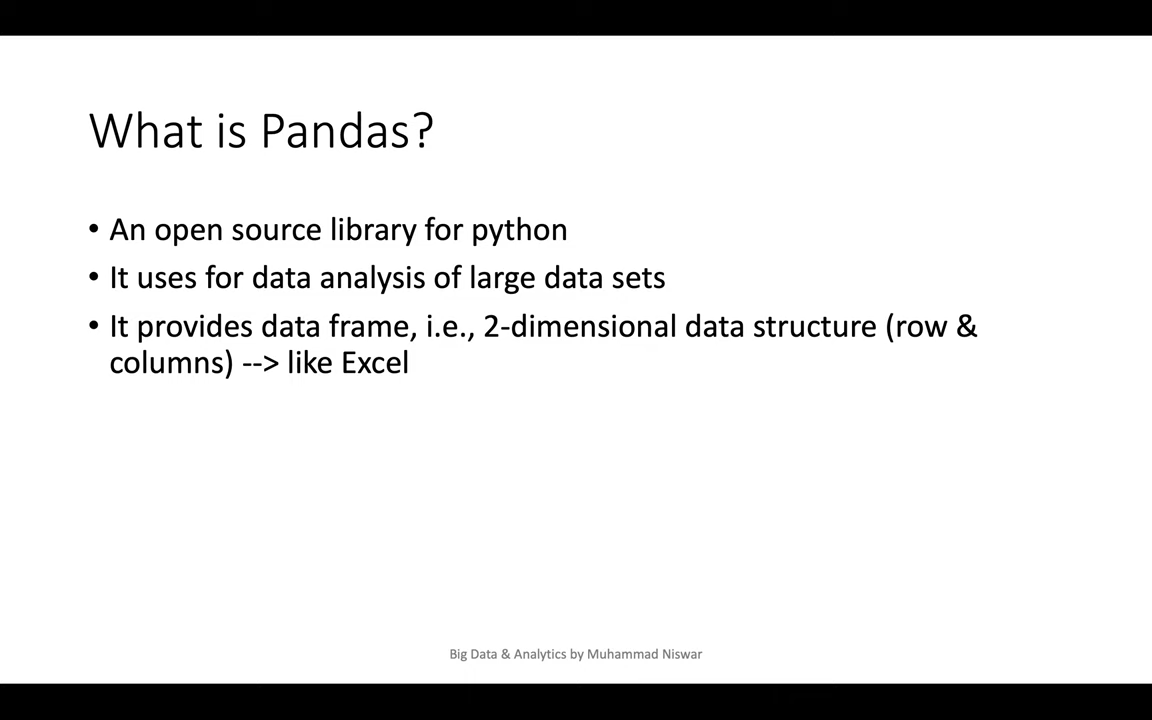 What is Pandas?
• An open source library for python
• It uses for data analysis of large data sets
• It provides data frame, i.e., 2-dimensional data structure (row &
columns) --> like Excel
Big Data & Analytics by Muhammad Niswar